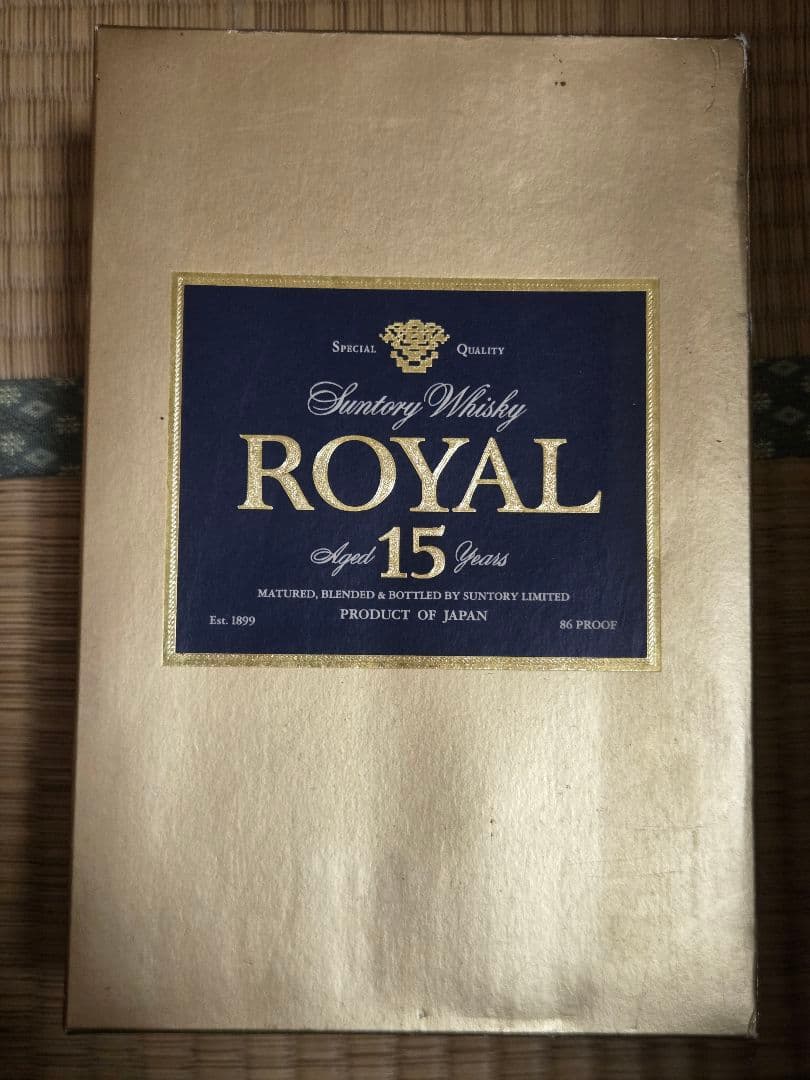 SPECIAL QUALITY
Suntory Whisky
ROYAL
Aged 15 Years
MATURED, BLENDED & BOTTLED BY SUNTORY LIMITED
PRODUCT OF JAPAN
Est. 1899
86 PROOF